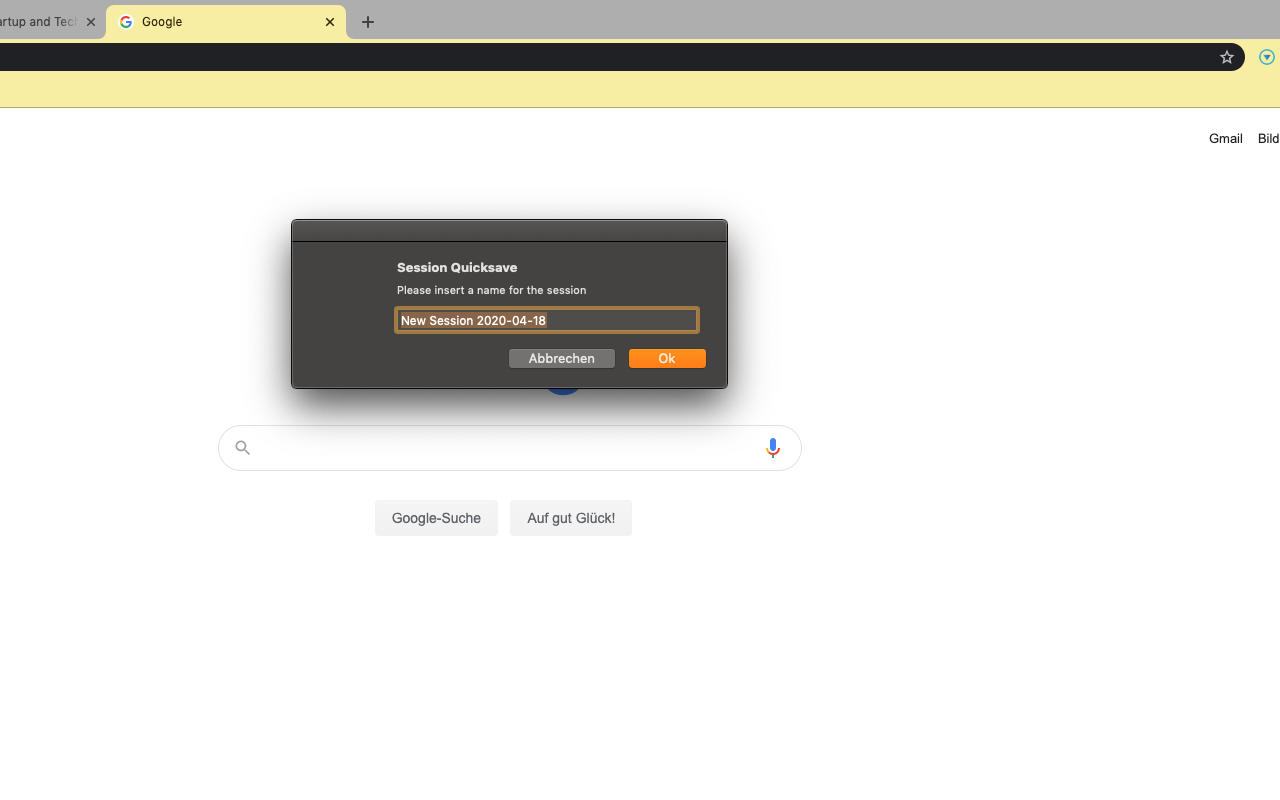 artup and Tech
Google
Gmail Bild
Session Quicksave
Please insert a name for the session
New Session 2020-04-18
Abbrechen Ok
Google-Suche Auf gut Glück!